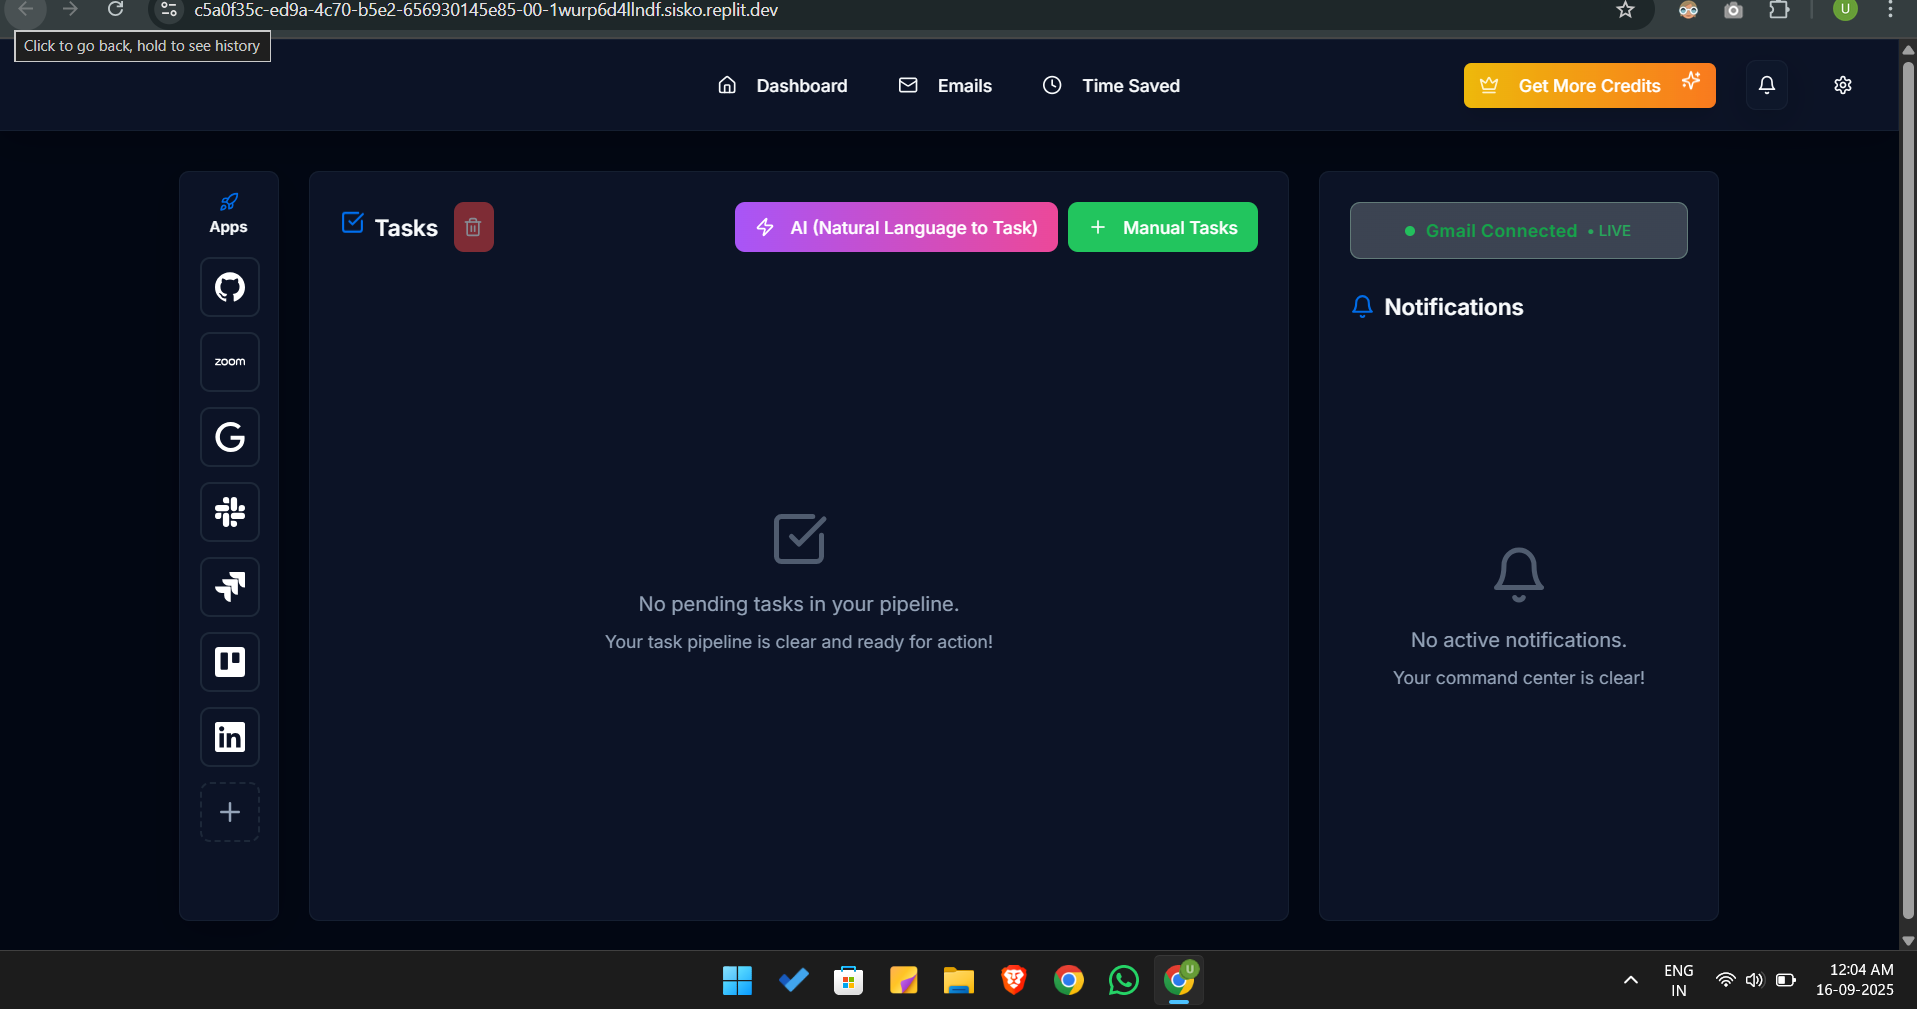 c5a0f35c-ed9a-4c70-b5e2-656930145e85-00-1wurp6d4llndf.sisko.replit.dev
U
Click to go back, hold to see history
Dashboard
Emails
Time Saved
Get More Credits
Apps
zoom
Tasks
AI (Natural Language to Task)
Manual Tasks
No pending tasks in your pipeline.
Your task pipeline is clear and ready for action!
Gmail Connected • LIVE
Notifications
No active notifications.
Your command center is clear!
U
ENG
IN
12:04 AM
16-09-2025